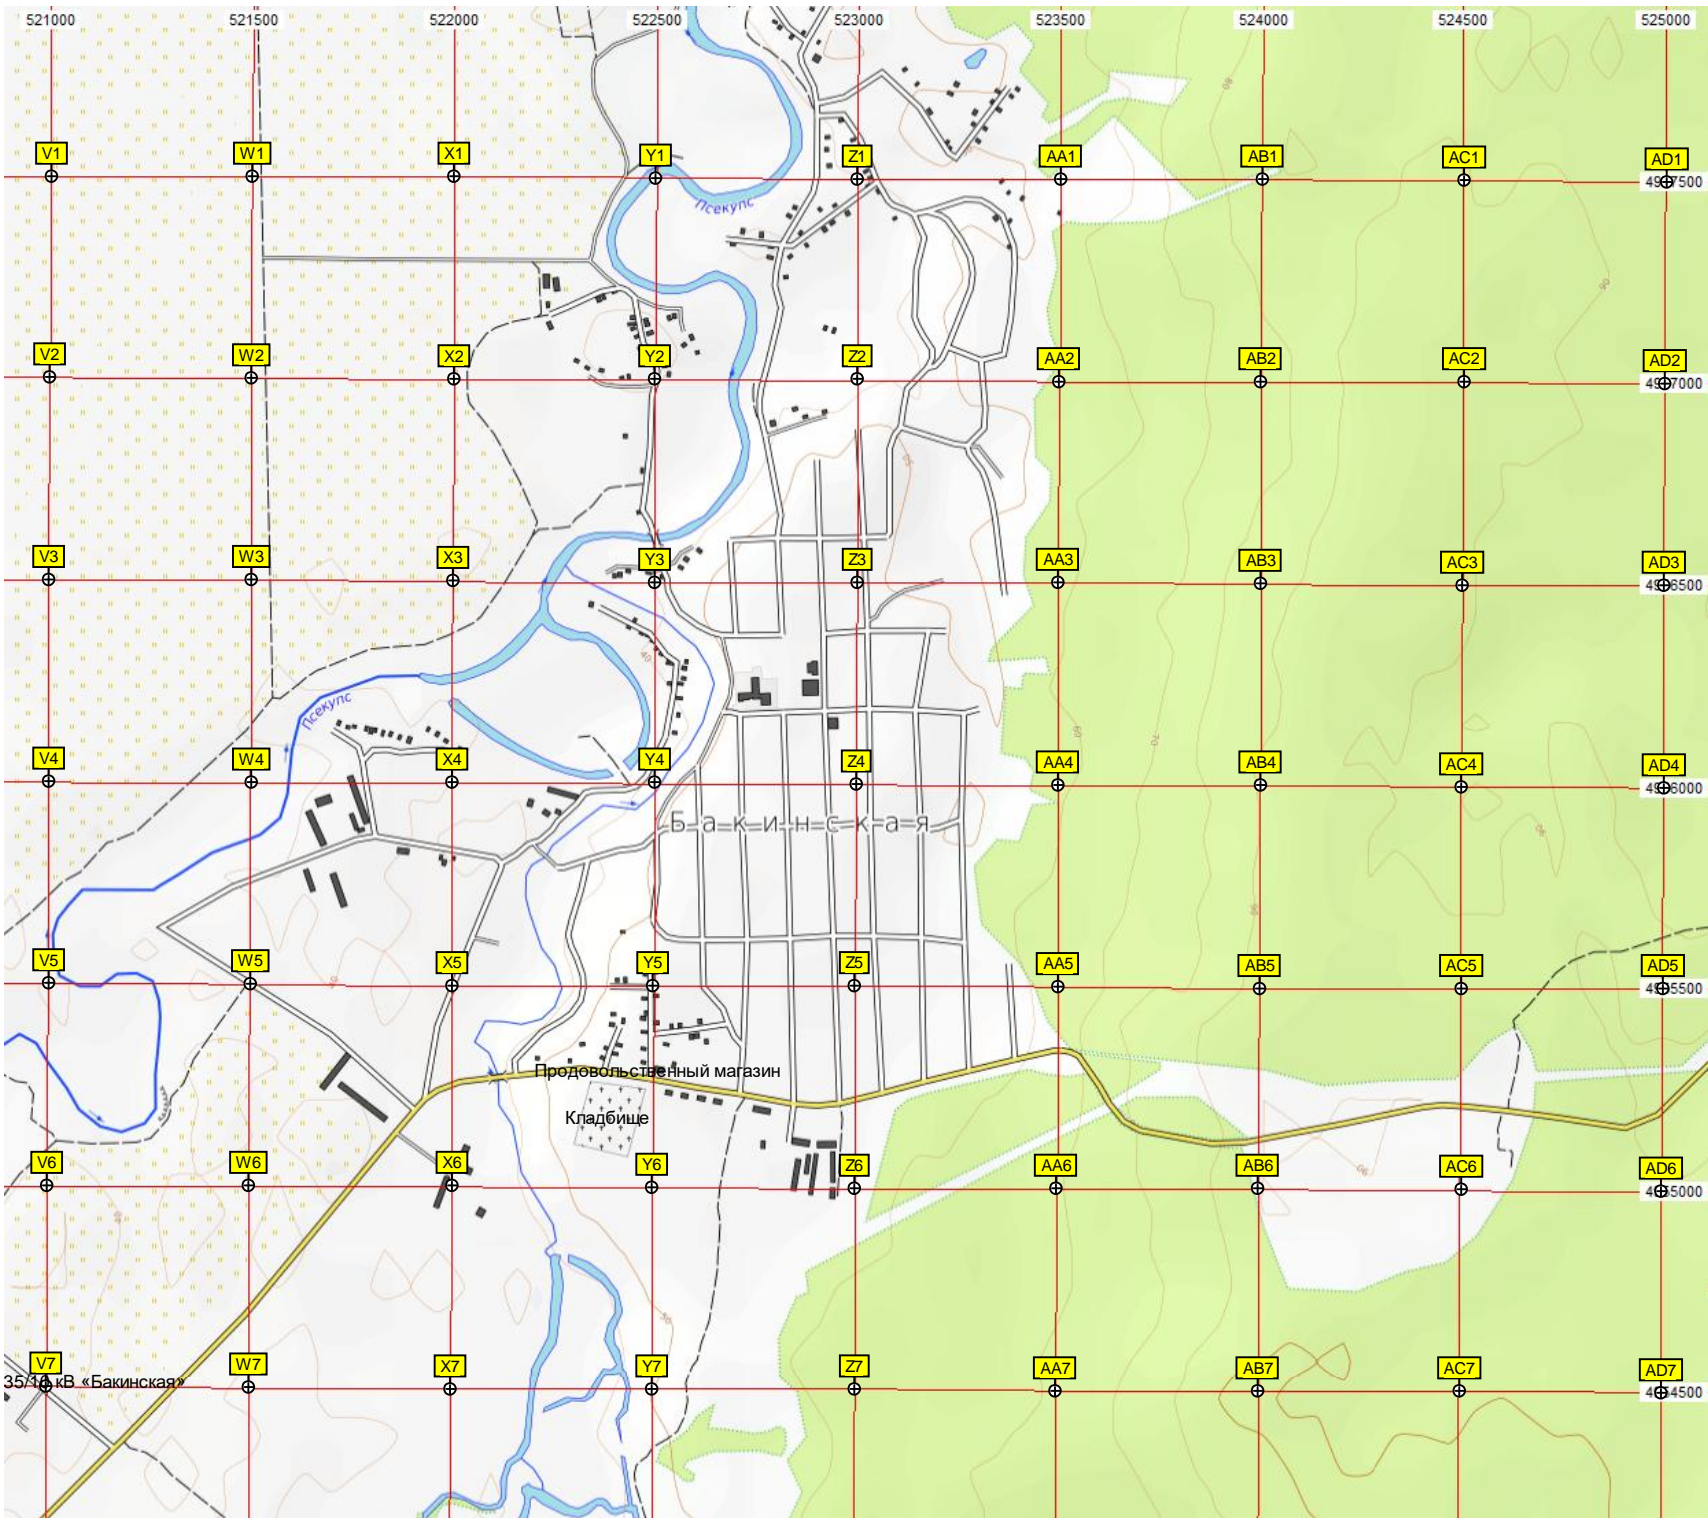 521000 521500 522000 522500 523000 523500 524000 524500 525000
V1 W1 X1 Y1 Z1 AA1 AB1 AC1 AD1
Псекупс
V2 W2 X2 Y2 Z2 AA2 AB2 AC2 AD2
V3 W3 X3 Y3 Z3 AA3 AB3 AC3 AD3
40
Псекупс
60
70
V4 W4 X4 Y4 Z4 AA4 AB4 AC4 AD4
Бакинская
V5 W5 X5 Y5 Z5 AA5 AB5 AC5 AD5
Продовольственный магазин
Кладбище
V6 W6 X6 Y6 Z6 AA6 AB6 AC6 AD6
V7 W7 X7 Y7 Z7 AA7 AB7 AC7 AD7
кВ «Бакинская»